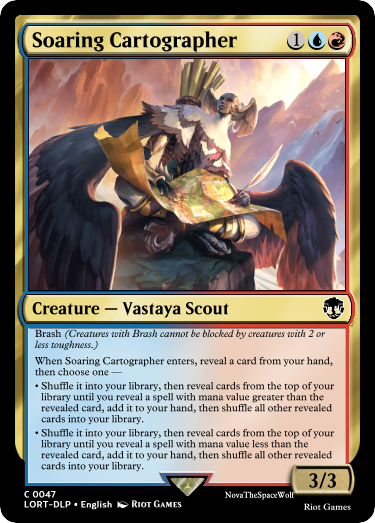 Soaring Cartographer 1
Creature — Vastaya Scout
Brash (Creatures with Brash cannot be blocked by creatures with 2 or
less toughness.)
When Soaring Cartographer enters, reveal a card from your hand,
then choose one —
• Shuffle it into your library, then reveal cards from the top of your
library until you reveal a spell with mana value greater than the
revealed card, add it to your hand, then shuffle all other revealed
cards into your library.
• Shuffle it into your library, then reveal cards from the top of your
library until you reveal a spell with mana value less than the
revealed card, add it to your hand, then shuffle all other revealed
cards into your library.
3/3
C 0047
NovaTheSpaceWolf
LORT-DLP • English Riot Games
Riot Games